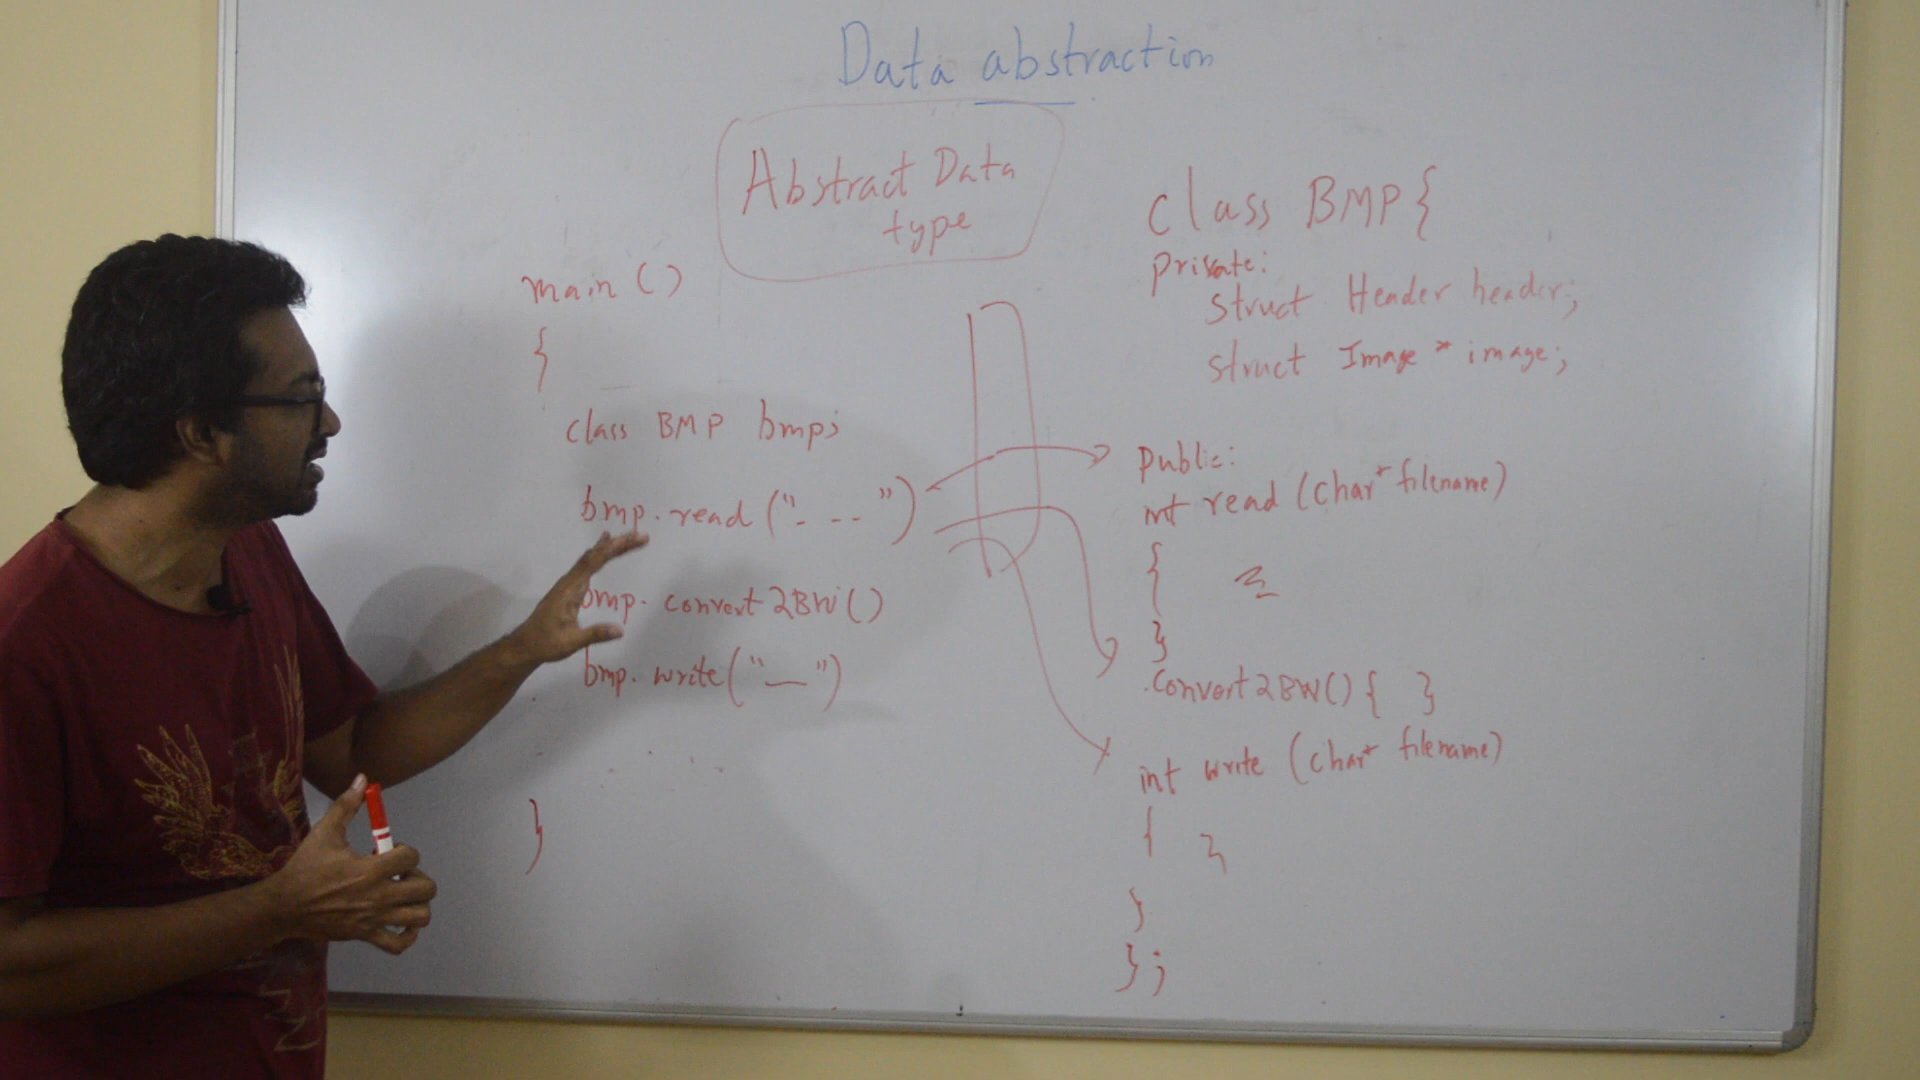 Data abstraction
Abstract Data
type
main ()
{
class BMP bmp;
bmp.read ("- --")
bmp. convert2BW()
bmp. write("—")
}
class BMP {
private:
struct Header header;
struct Image * image;
public:
int read (char* filename)
{
}
convert2BW() { }
int write (char* filename)
{
}
};